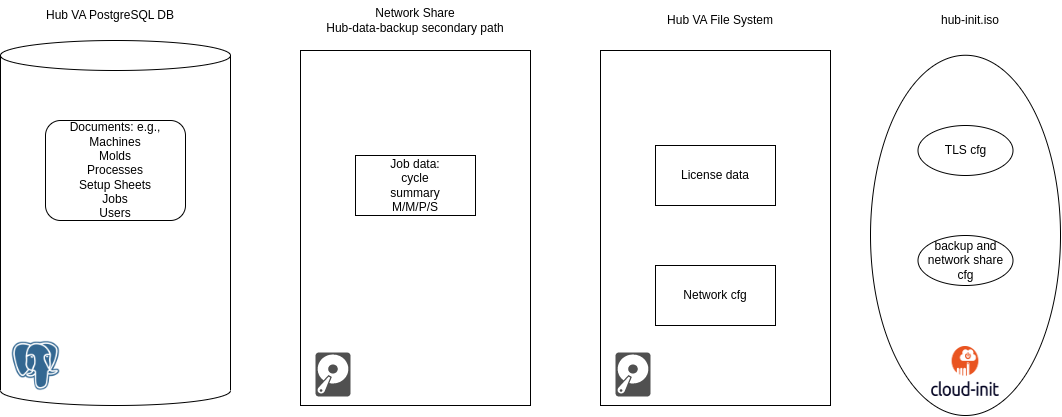 Hub VA PostgreSQL DB
Documents: e.g.,
Machines
Molds
Processes
Setup Sheets
Jobs
Users
Network Share
Hub-data-backup secondary path
Job data:
cycle
summary
M/M/P/S
Hub VA File System
License data
Network cfg
hub-init.iso
TLS cfg
backup and
network share
cfg
cloud-init